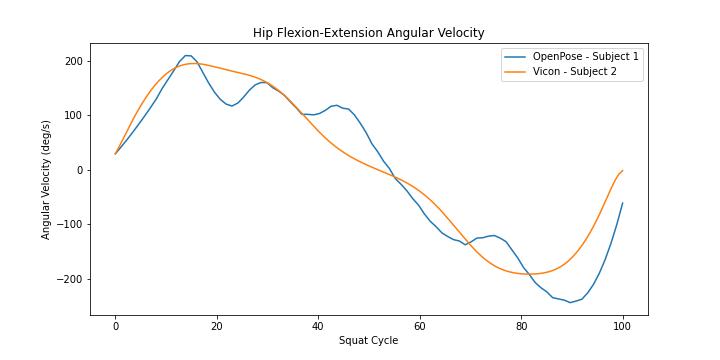 Hip Flexion-Extension Angular Velocity
OpenPose - Subject 1
Vicon - Subject 2
200
100
0
−100
−200
Angular Velocity (deg/s)
0 20 40 60 80 100
Squat Cycle